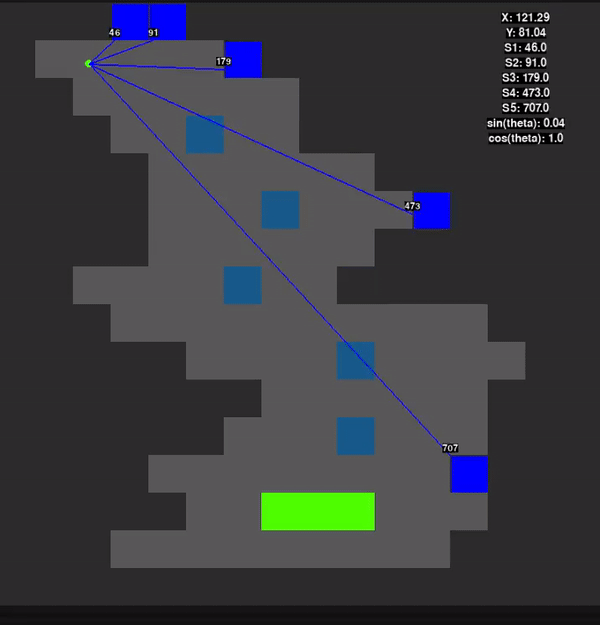 46
91
179
473
707
X: 121.29
Y: 81.04
S1: 46.0
S2: 91.0
S3: 179.0
S4: 473.0
S5: 707.0
sin(theta): 0.04
cos(theta): 1.0